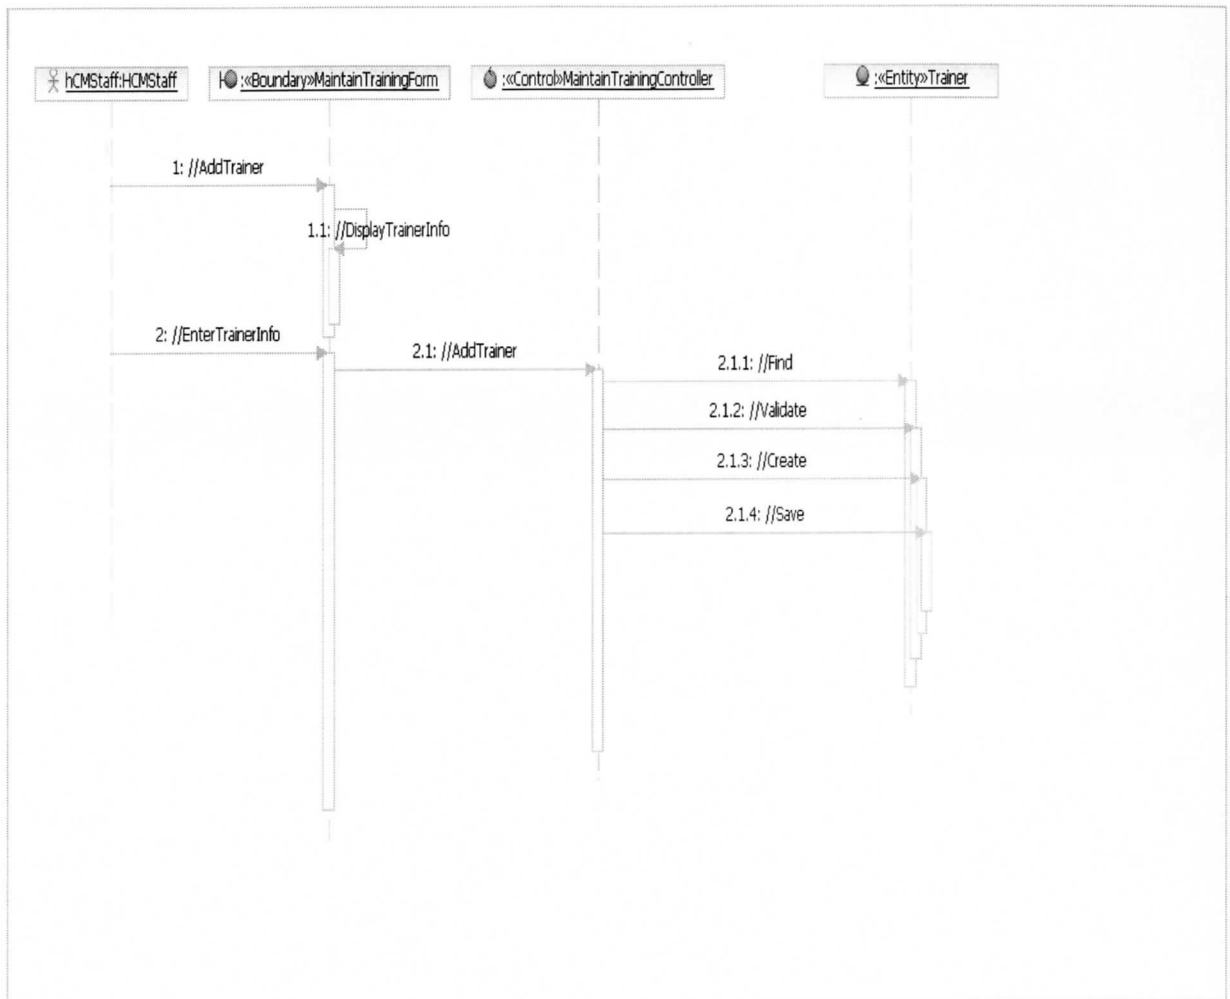 hCMStaff:HCMStaff
:«Boundary»MaintainTrainingForm
:«Control»MaintainTrainingController
:«Entity»Trainer
1: //AddTrainer
1.1: //DisplayTrainerInfo
2: //EnterTrainerInfo
2.1: //AddTrainer
2.1.1: //Find
2.1.2: //Validate
2.1.3: //Create
2.1.4: //Save